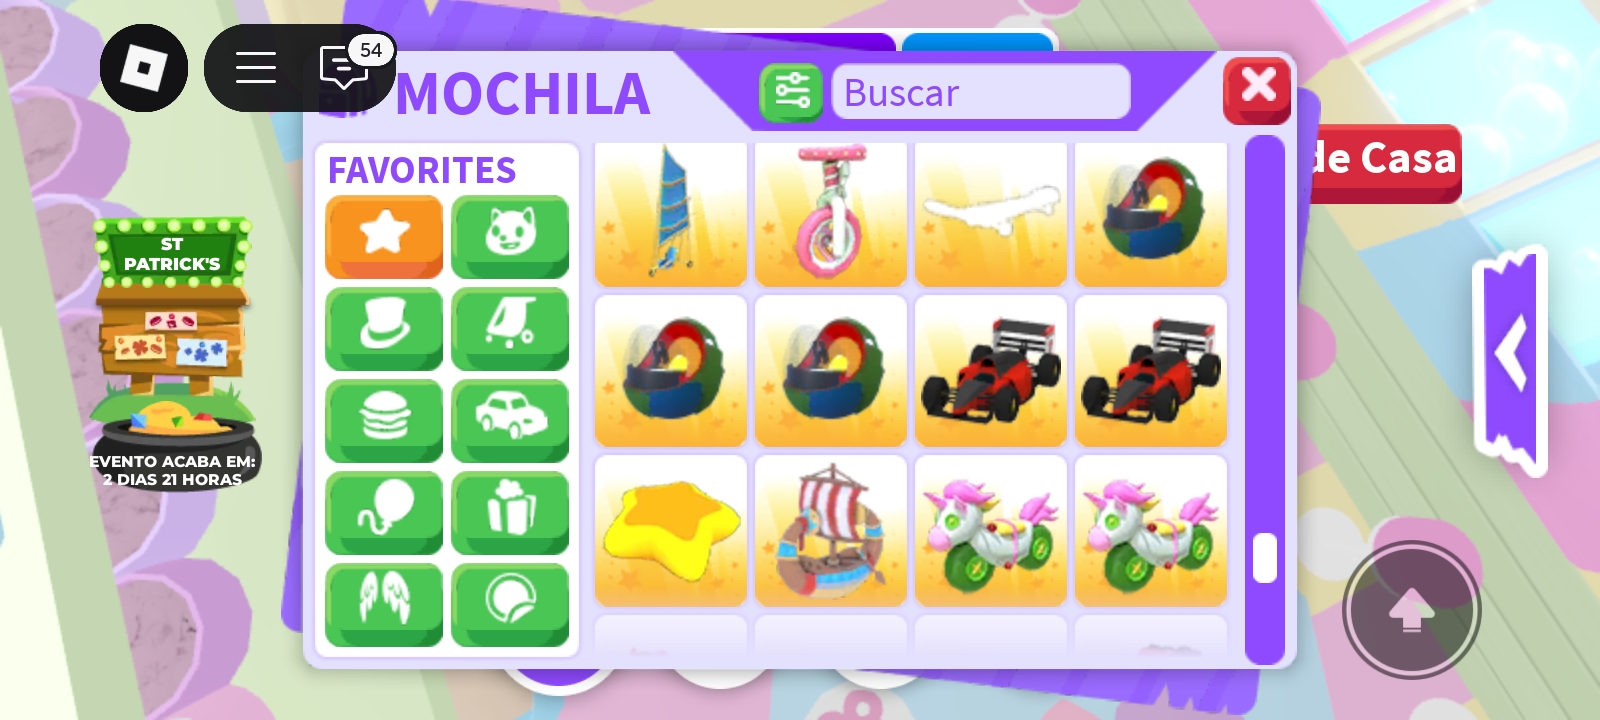 54
MOCHILA
Buscar
FAVORITES
de Casa
ST
PATRICK'S
EVENTO ACABA EM:
2 DIAS 21 HORAS